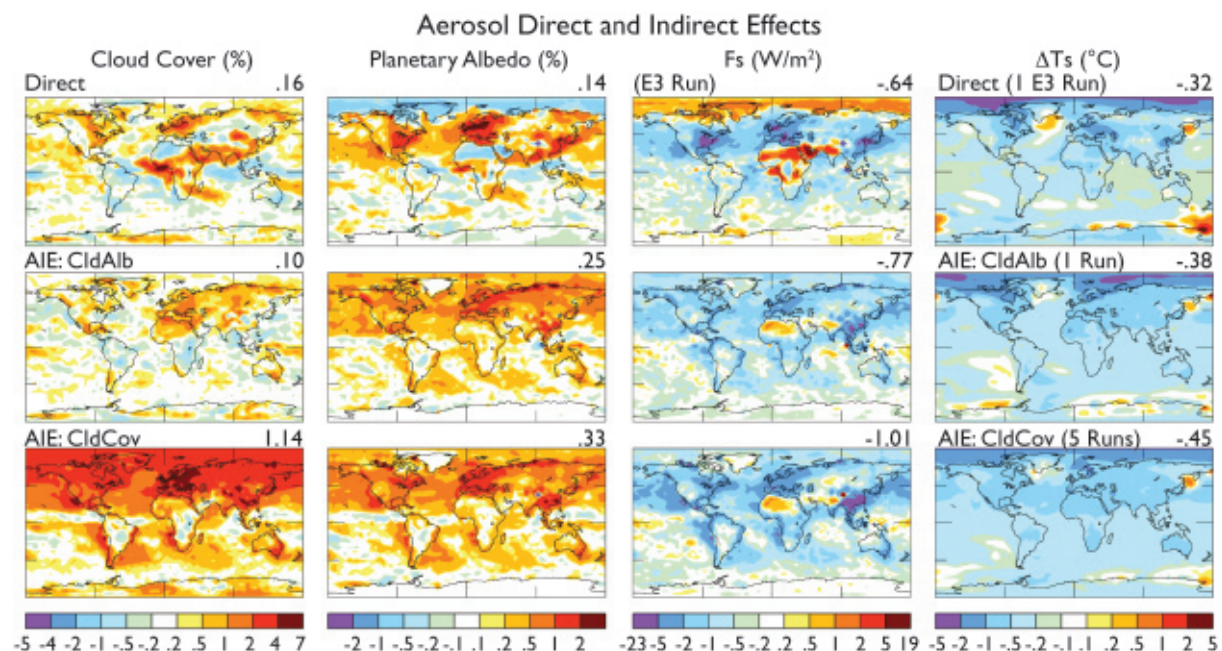 Aerosol Direct and Indirect Effects
Cloud Cover (%) Planetary Albedo (%) Fs (W/m²) ΔTs (°C)
Direct .16 .14 (E3 Run) -.64 Direct (1 E3 Run) -.32
AIE: CldAlb .10 .25 -.77 AIE: CldAlb (1 Run) -.38
AIE: CldCov 1.14 .33 -1.01 AIE: CldCov (5 Runs) -.45
-5 -4 -2 -1 -.2 .2 .5 1 2 4 7 -2 -1 -.5 -.2 -.1 .1 .2 .5 1 2 -23 -5 -2 -1 -.5 .5 1 2 5 19 -5 -2 -1 -.5 -.2 -.1 .1 .2 .5 1 2 5